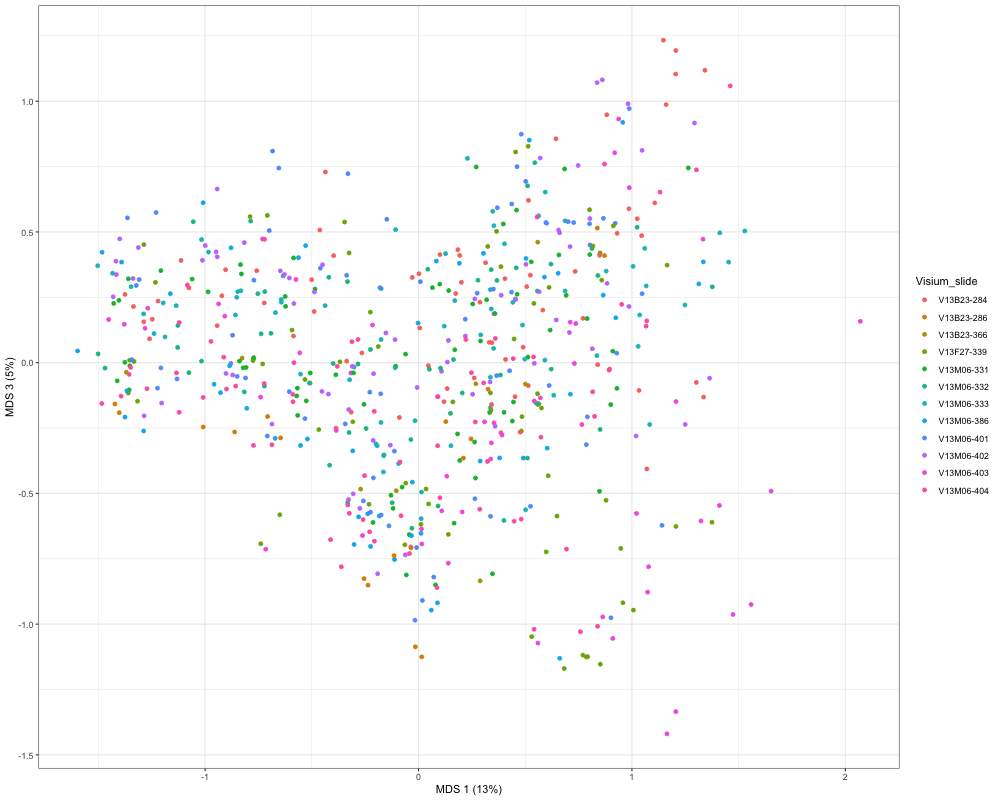 1.0
0.5
0.0
-0.5
-1.0
-1.5
MDS 3 (5%)
-1
0
1
2
MDS 1 (13%)
Visium_slide
V13B23-284
V13B23-286
V13B23-366
V13F27-339
V13M06-331
V13M06-332
V13M06-333
V13M06-386
V13M06-401
V13M06-402
V13M06-403
V13M06-404